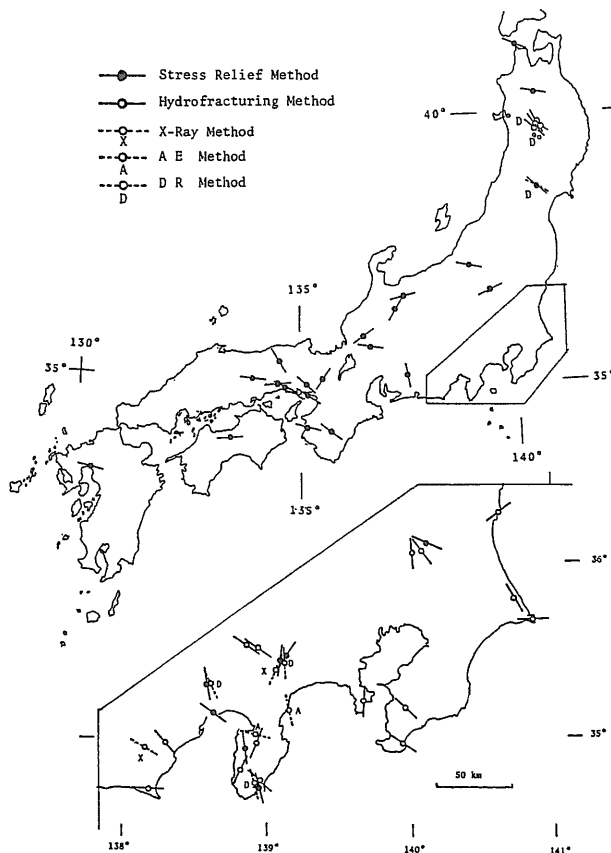 Stress Relief Method
Hydrofracturing Method
X-Ray Method
X
A E Method
A
D R Method
D
40°
D
D
D
135°
130°
35°
35°
140°
135°
36°
X
D
D
A
A
X
35°
D
50 km
138°
139°
140°
141°